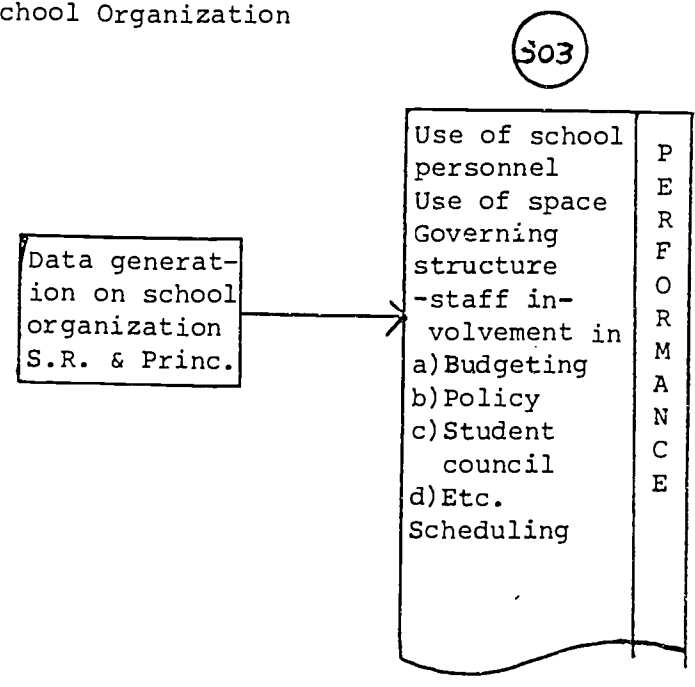 chool Organization
503
Data generat-
ion on school
organization
S.R. & Princ.
Use of school
personnel
Use of space
Governing
structure
-staff in-
volvement in
a)Budgeting
b)Policy
c)Student
council
d)Etc.
Scheduling
PERFORMANCE